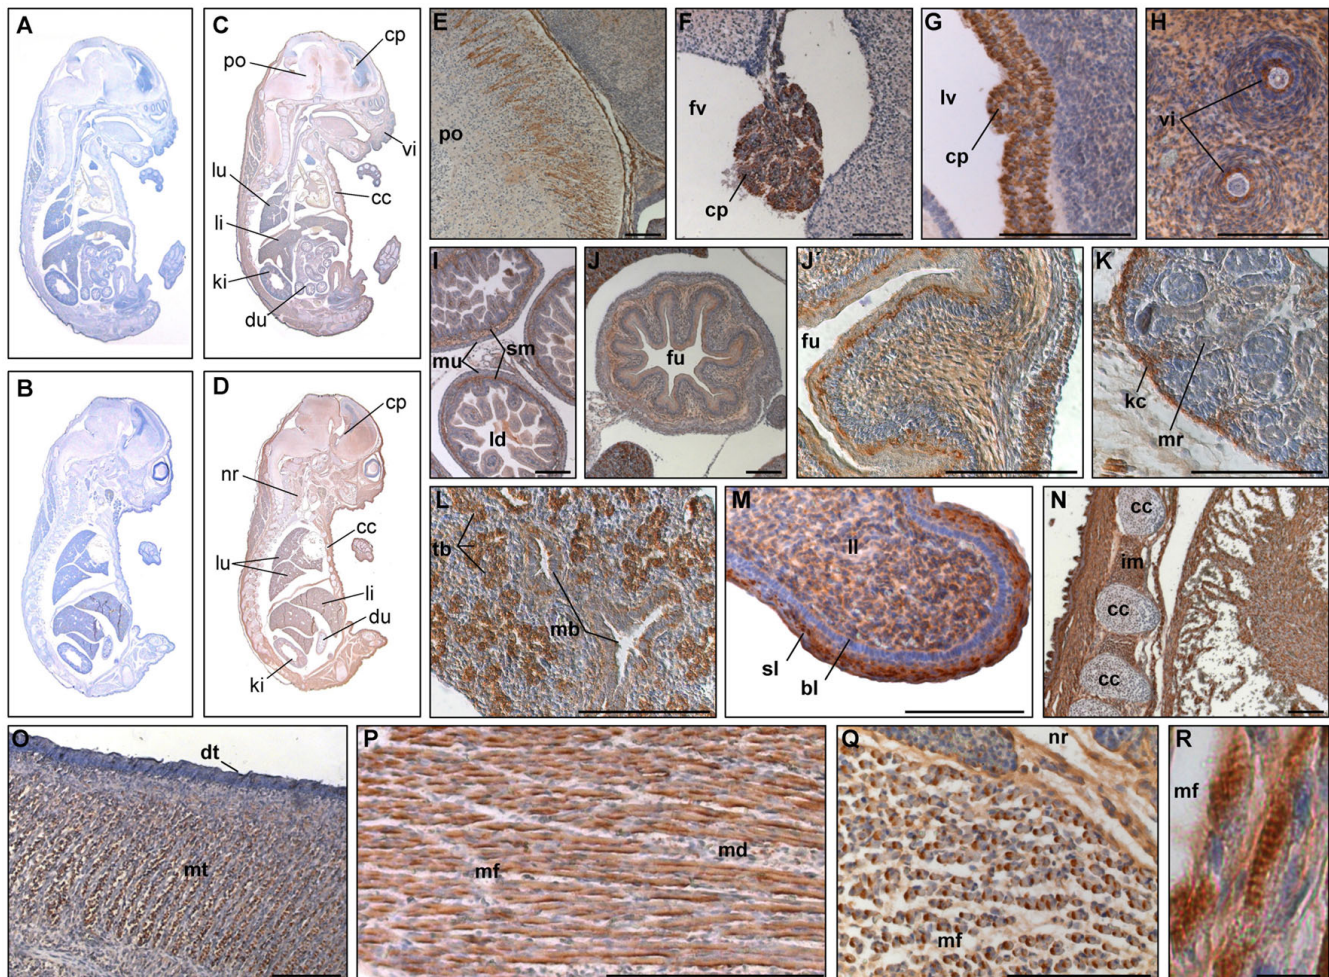 A
C
cp
po
vi
lu
cc
li
ki
du
E
po
F
fv
cp
G
lv
cp
H
vi
I
mu
sm
ld
J
fu
J'
fu
K
kc
mr
B
D
cp
nr
cc
lu
li
du
ki
L
tb
mb
M
ll
sl
bl
N
cc
im
cc
cc
O
dt
mt
P
md
mf
Q
nr
mf
R
mf